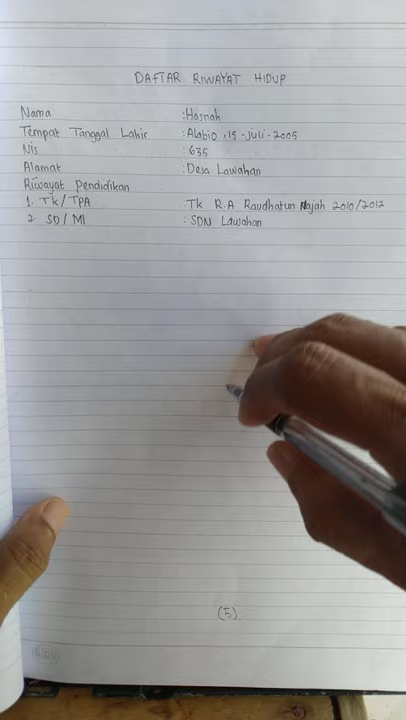 DAFTAR RIWAYAT HIDUP
Nama :Hasnah
Tempat Tanggal Lahir :Alabio ,15 -Juli -2005
Nis :635
Alamat :Desa Lawahan
Riwayat Pendidikan
1. Tk/TPA :Tk R.A Raudhatun Najah 2010/2012
2. SD/MI :SDN Lawahan
(5)